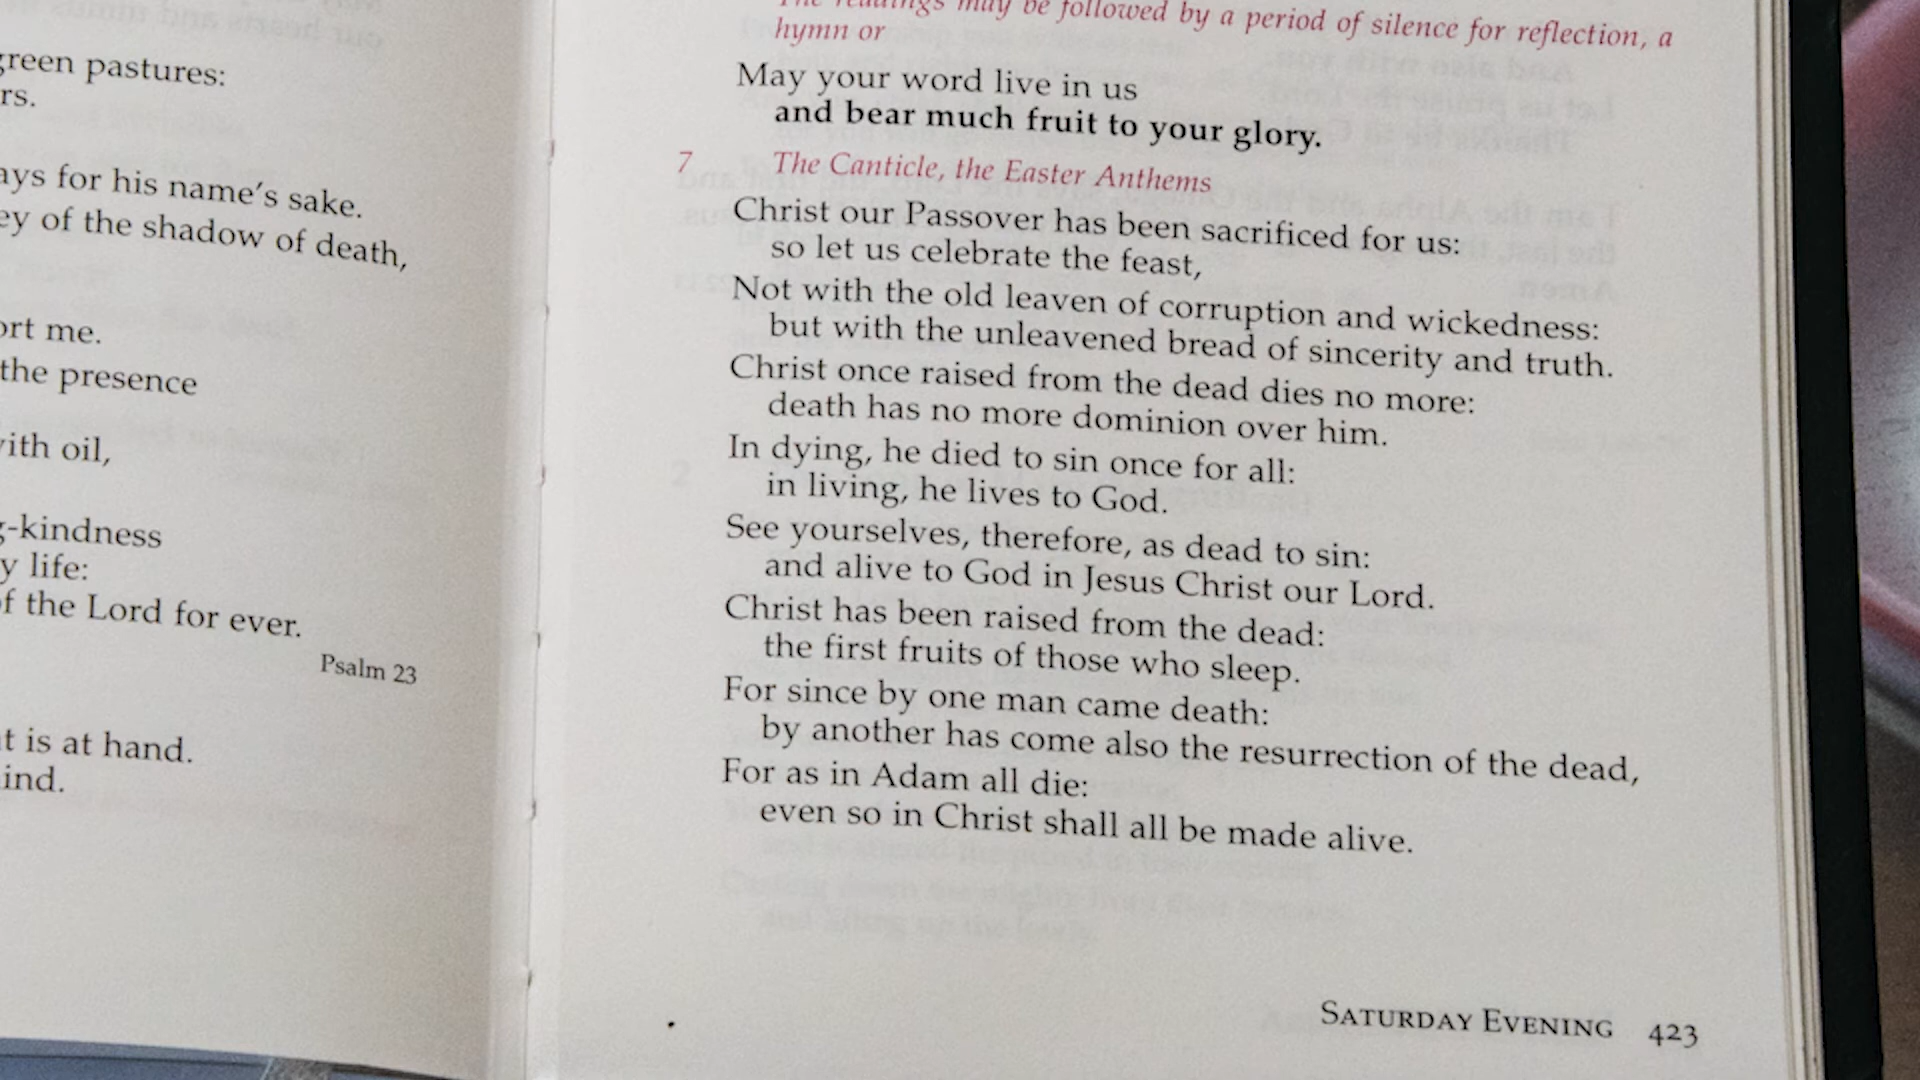 green pastures:
rs.
ays for his name's sake.
ey of the shadow of death,
ort me.
the presence
with oil,
g-kindness
y life:
of the Lord for ever.
Psalm 23
t is at hand.
ind.
The readings may be followed by a period of silence for reflection, a
hymn or
May your word live in us
and bear much fruit to your glory.
7 The Canticle, the Easter Anthems
Christ our Passover has been sacrificed for us:
so let us celebrate the feast,
Not with the old leaven of corruption and wickedness:
but with the unleavened bread of sincerity and truth.
Christ once raised from the dead dies no more:
death has no more dominion over him.
In dying, he died to sin once for all:
in living, he lives to God.
See yourselves, therefore, as dead to sin:
and alive to God in Jesus Christ our Lord.
Christ has been raised from the dead:
the first fruits of those who sleep.
For since by one man came death:
by another has come also the resurrection of the dead,
For as in Adam all die:
even so in Christ shall all be made alive.
SATURDAY EVENING 423